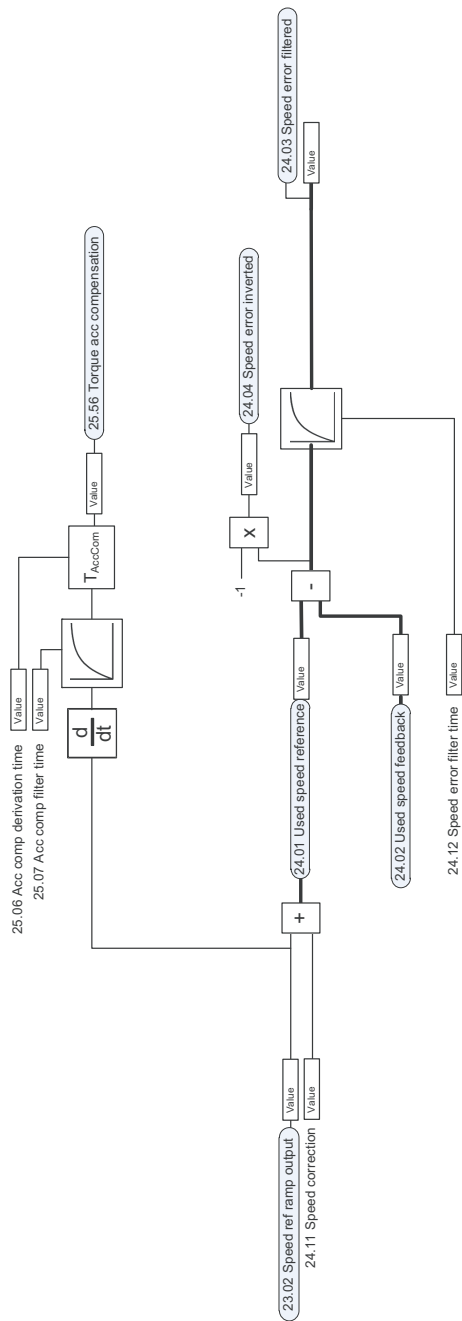 25.06 Acc comp derivation time
Value
25.07 Acc comp filter time
Value
d
dt
TAccCom
Value
25.56 Torque acc compensation
23.02 Speed ref ramp output
Value
24.11 Speed correction
Value
+
24.01 Used speed reference
Value
24.02 Used speed feedback
Value
-
-1
x
Value
24.04 Speed error inverted
24.12 Speed error filter time
Value
24.03 Speed error filtered
Value